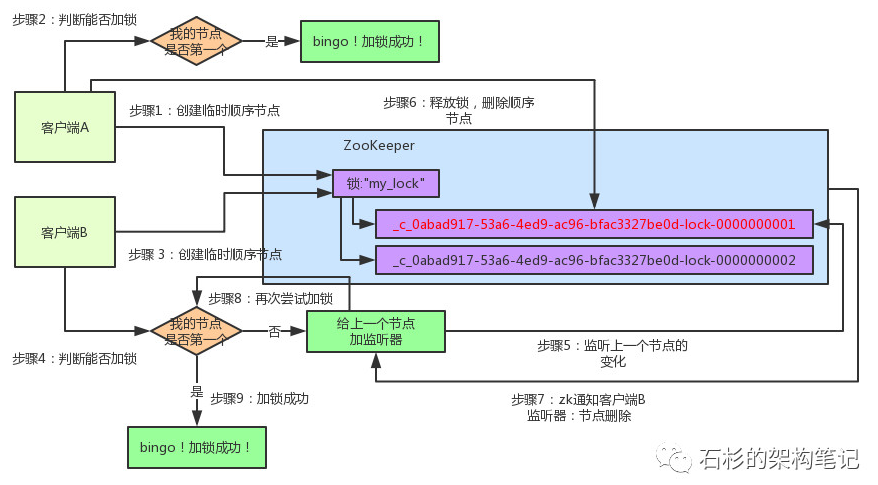 步骤2：判断能否加锁
我的节点
是否第一个
是
bingo！加锁成功！
客户端A
步骤1：创建临时顺序节点
步骤6：释放锁，删除顺序
节点
ZooKeeper
锁:"my_lock"
_c_0abad917-53a6-4ed9-ac96-bfac3327be0d-lock-0000000001
客户端B
步骤 3：创建临时顺序节点
_c_0abad917-53a6-4ed9-ac96-bfac3327be0d-lock-0000000002
步骤8：再次尝试加锁
我的节点
是否第一个
否
给上一个节点
加监听器
步骤4：判断能否加锁
步骤5：监听上一个节点的
变化
是
步骤9：加锁成功
步骤7：zk通知客户端B
监听器：节点删除
bingo！加锁成功！
石杉的架构笔记